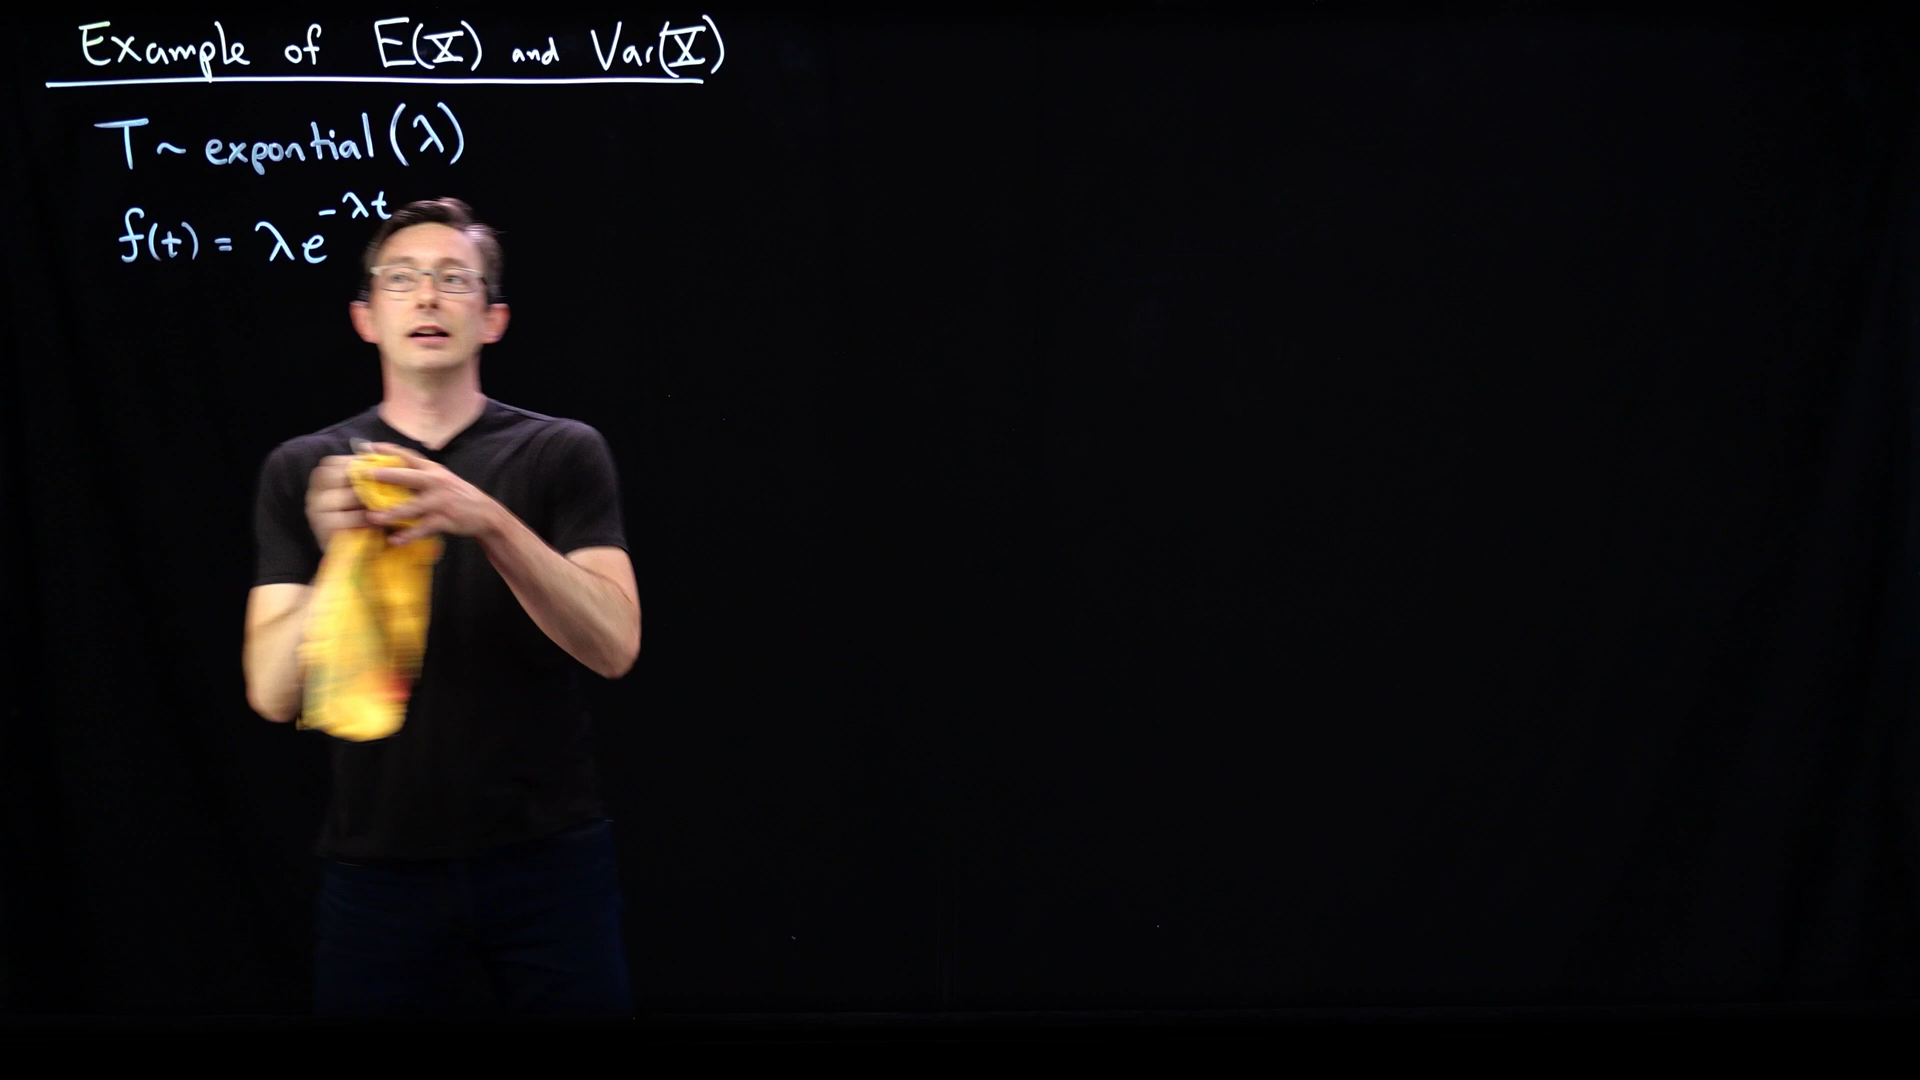 Example of E(X) and Var(X)
T ~ expontial (λ)
f(t) = λe^{-λt}